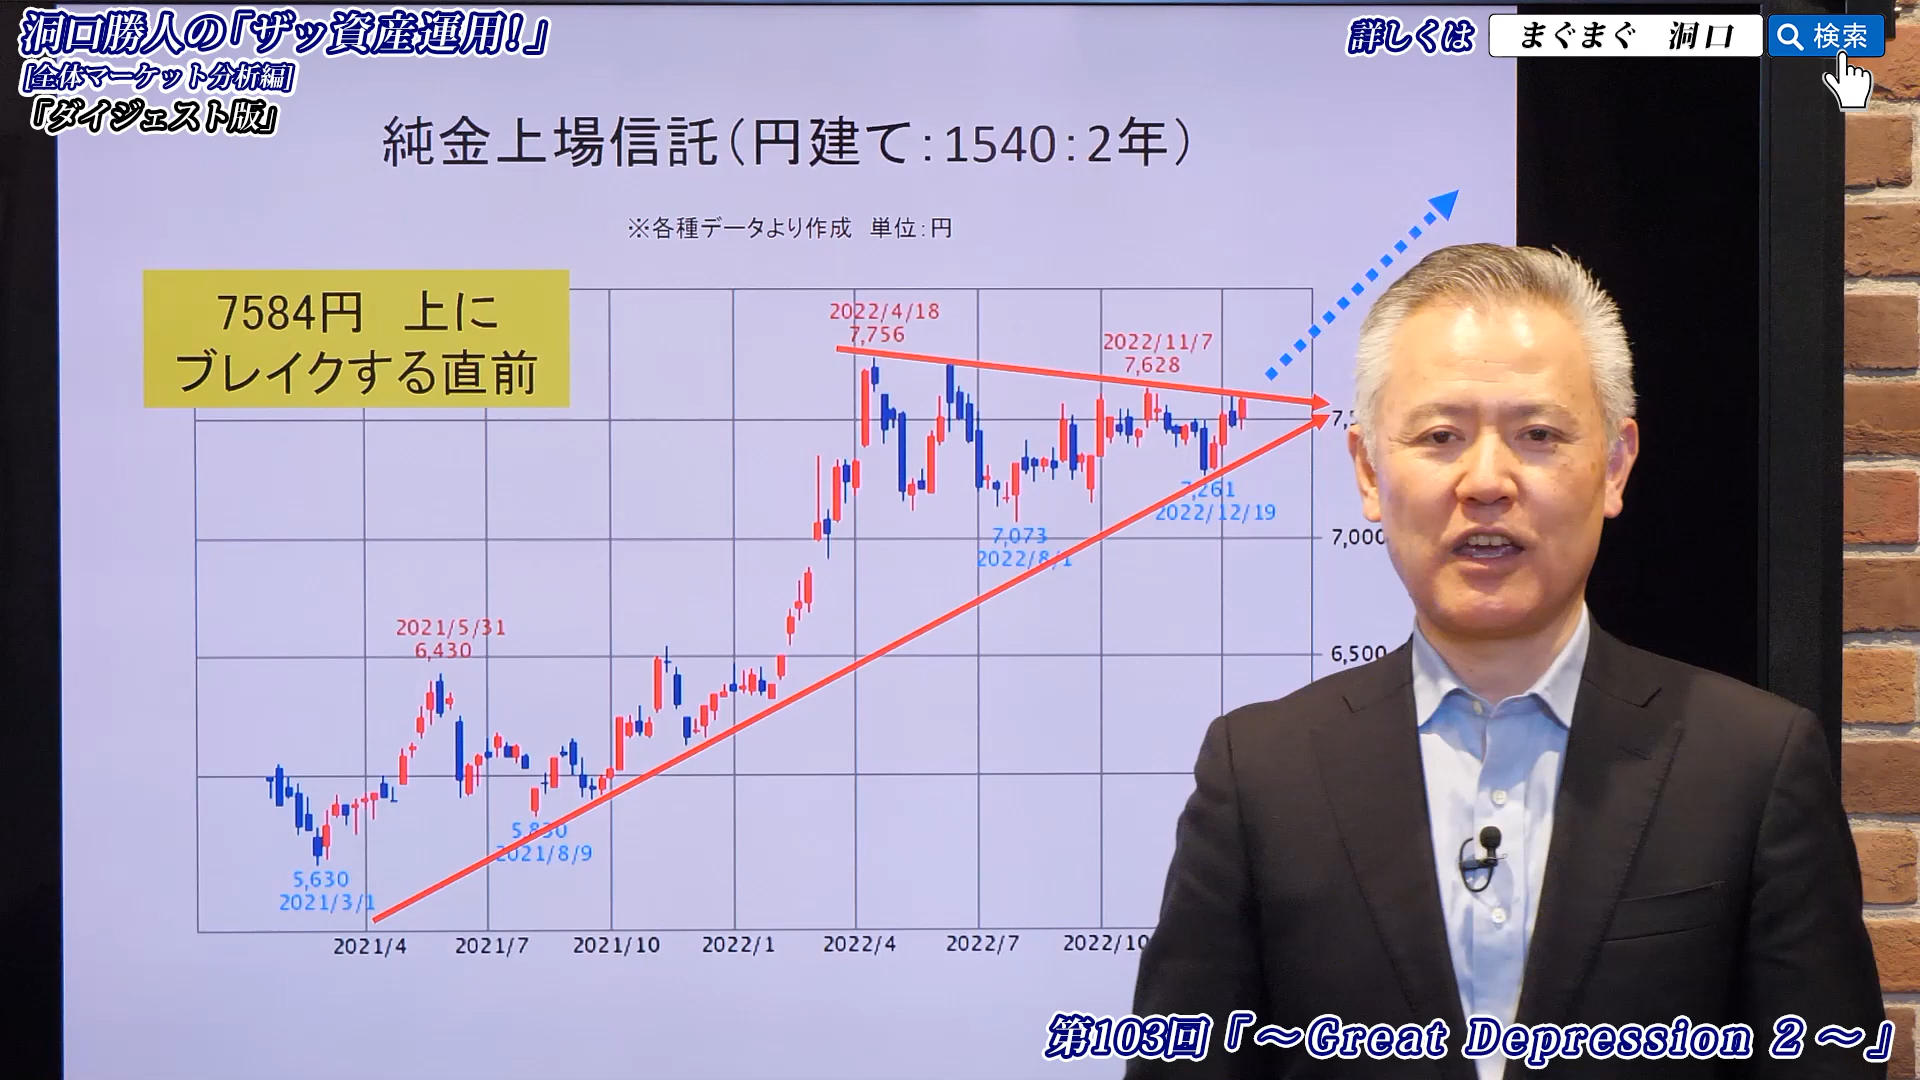 洞口勝人の「ザッ資産運用！」
[全体マーケット分析編]
「ダイジェスト版」
詳しくは
まぐまぐ 洞口
検索
純金上場信託（円建て：1540：2年）
※各種データより作成 単位：円
7584円 上に
ブレイクする直前
2022/4/18
7,756
2022/11/7
7,628
7,261
2022/12/19
7,073
2022/8/1
7,000
2021/5/31
6,430
6,500
5,830
2021/8/9
5,630
2021/3/1
2021/4 2021/7 2021/10 2022/1 2022/4 2022/7 2022/10
第103回「～Great Depression 2～」